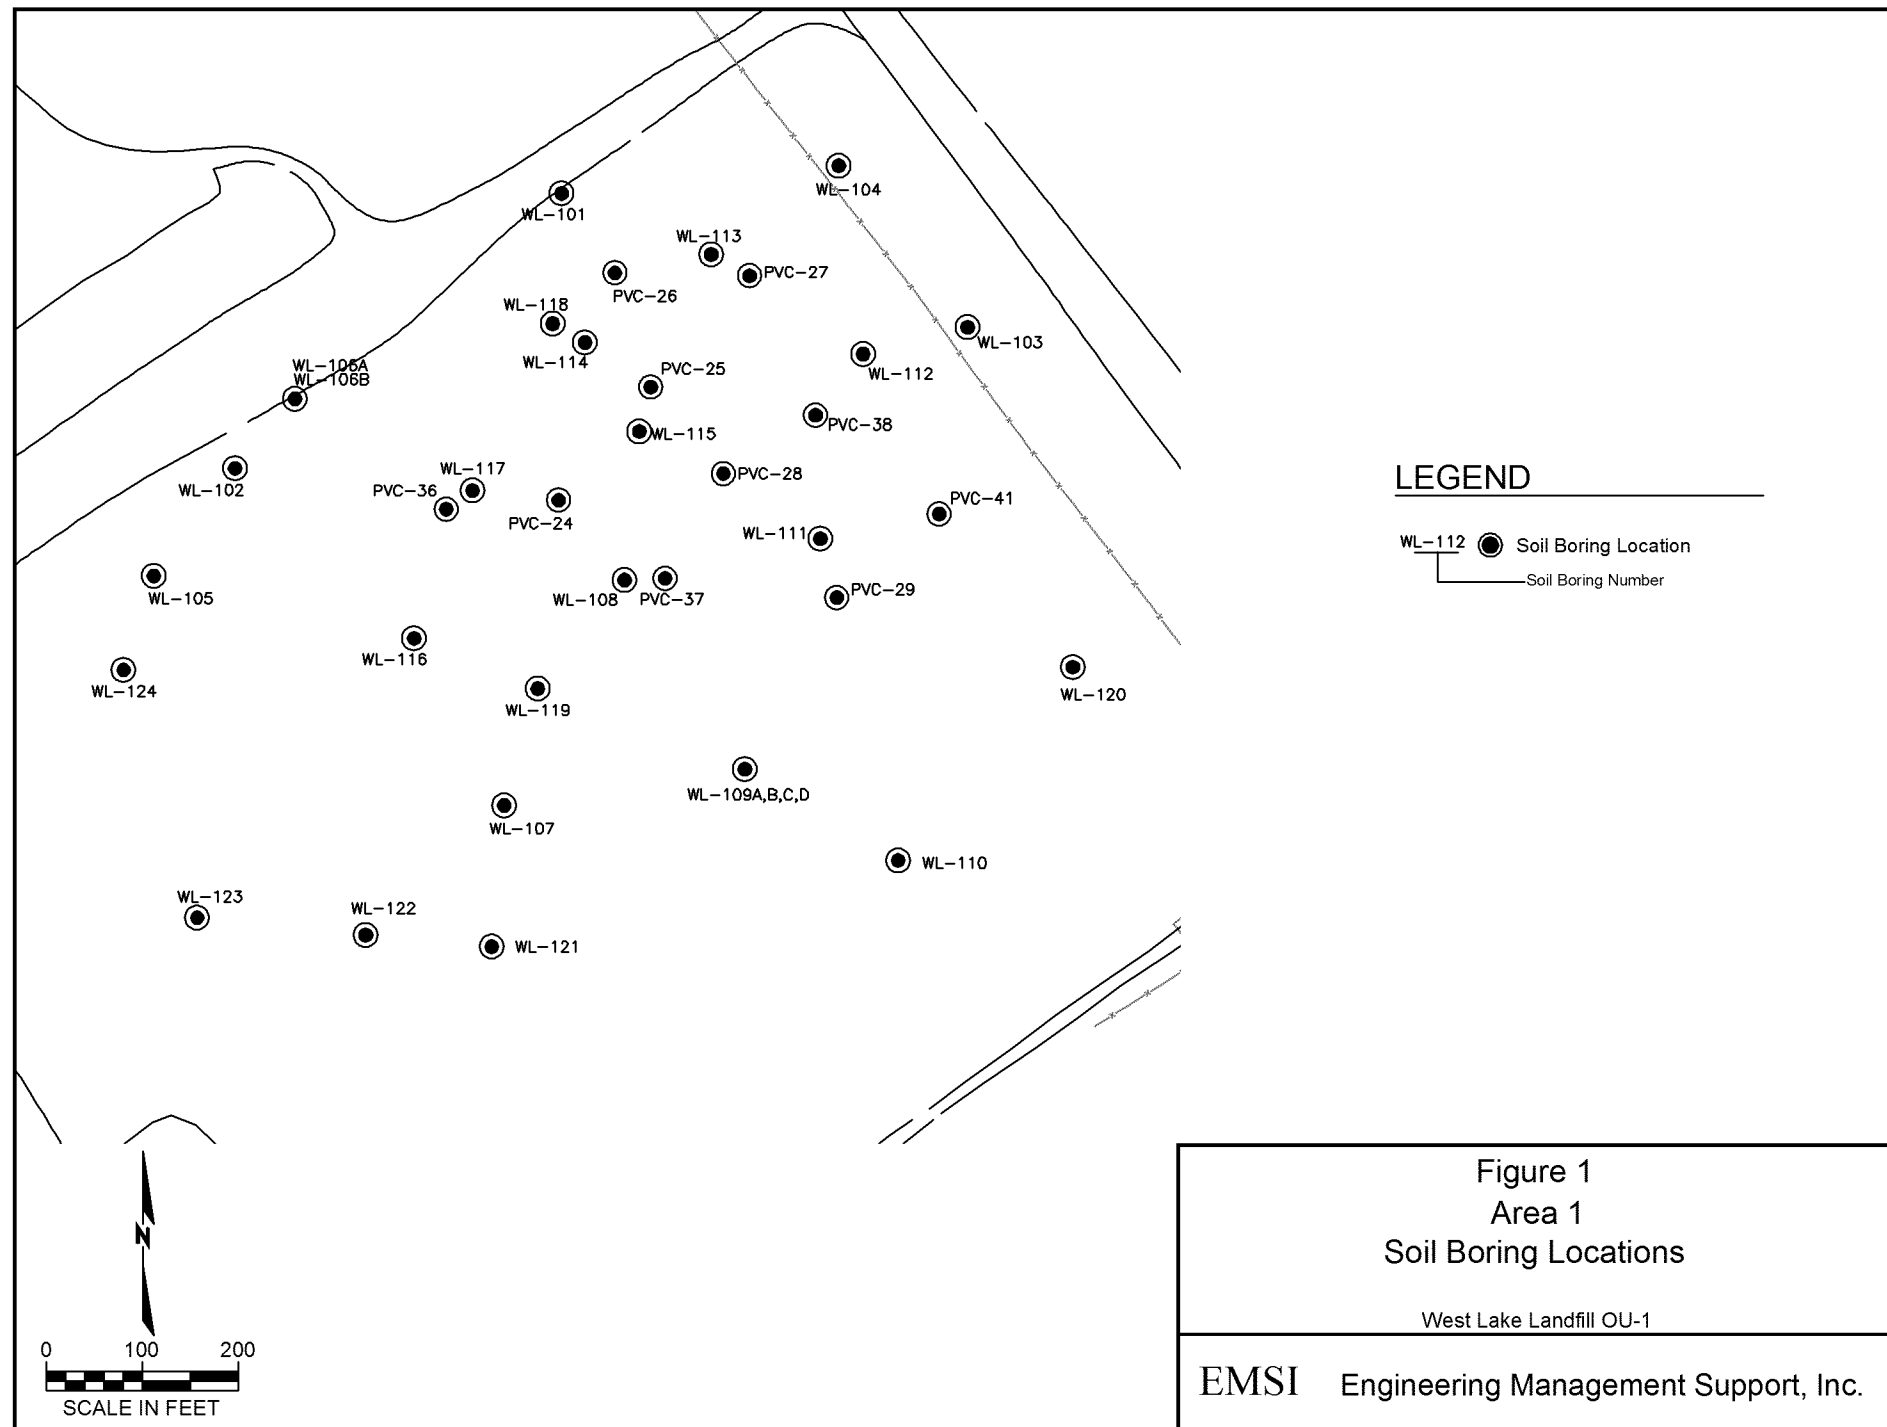 WL-104
WL-101
WL-113
PVC-27
PVC-26
WL-118
WL-103
WL-114
WL-112
WL-106A
WL-106B
PVC-25
PVC-38
WL-115
WL-117
PVC-28
WL-102
PVC-36
PVC-24
PVC-41
WL-111
WL-105
WL-108
PVC-37
PVC-29
WL-116
WL-124
WL-119
WL-120
WL-109A,B,C,D
WL-107
WL-110
WL-123
WL-122
WL-121
LEGEND
WL-112 Soil Boring Location
Soil Boring Number
N
0 100 200
SCALE IN FEET
Figure 1
Area 1
Soil Boring Locations
West Lake Landfill OU-1
EMSI Engineering Management Support, Inc.